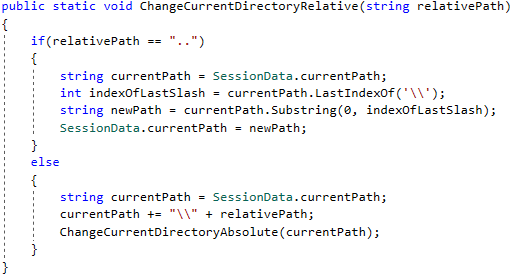 public static void ChangeCurrentDirectoryRelative(string relativePath)
{
    if(relativePath == "..")
    {
        string currentPath = SessionData.currentPath;
        int indexOfLastSlash = currentPath.LastIndexOf('\\');
        string newPath = currentPath.Substring(0, indexOfLastSlash);
        SessionData.currentPath = newPath;
    }
    else
    {
        string currentPath = SessionData.currentPath;
        currentPath += "\\" + relativePath;
        ChangeCurrentDirectoryAbsolute(currentPath);
    }
}